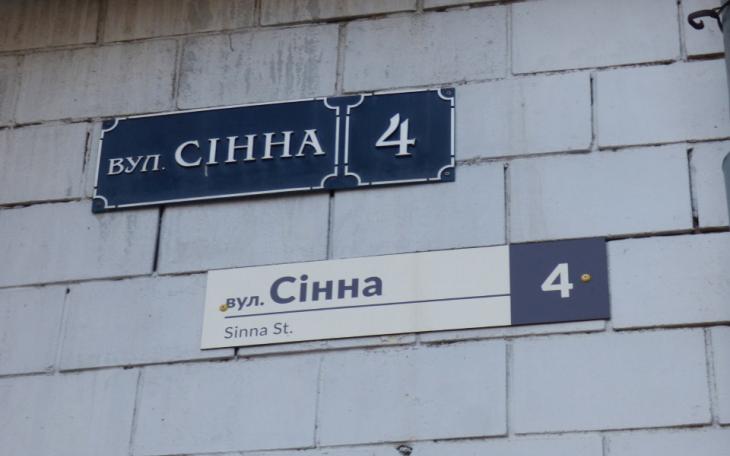 ВУЛ. СІННА 4
вул. Сінна 4
Sinna St.